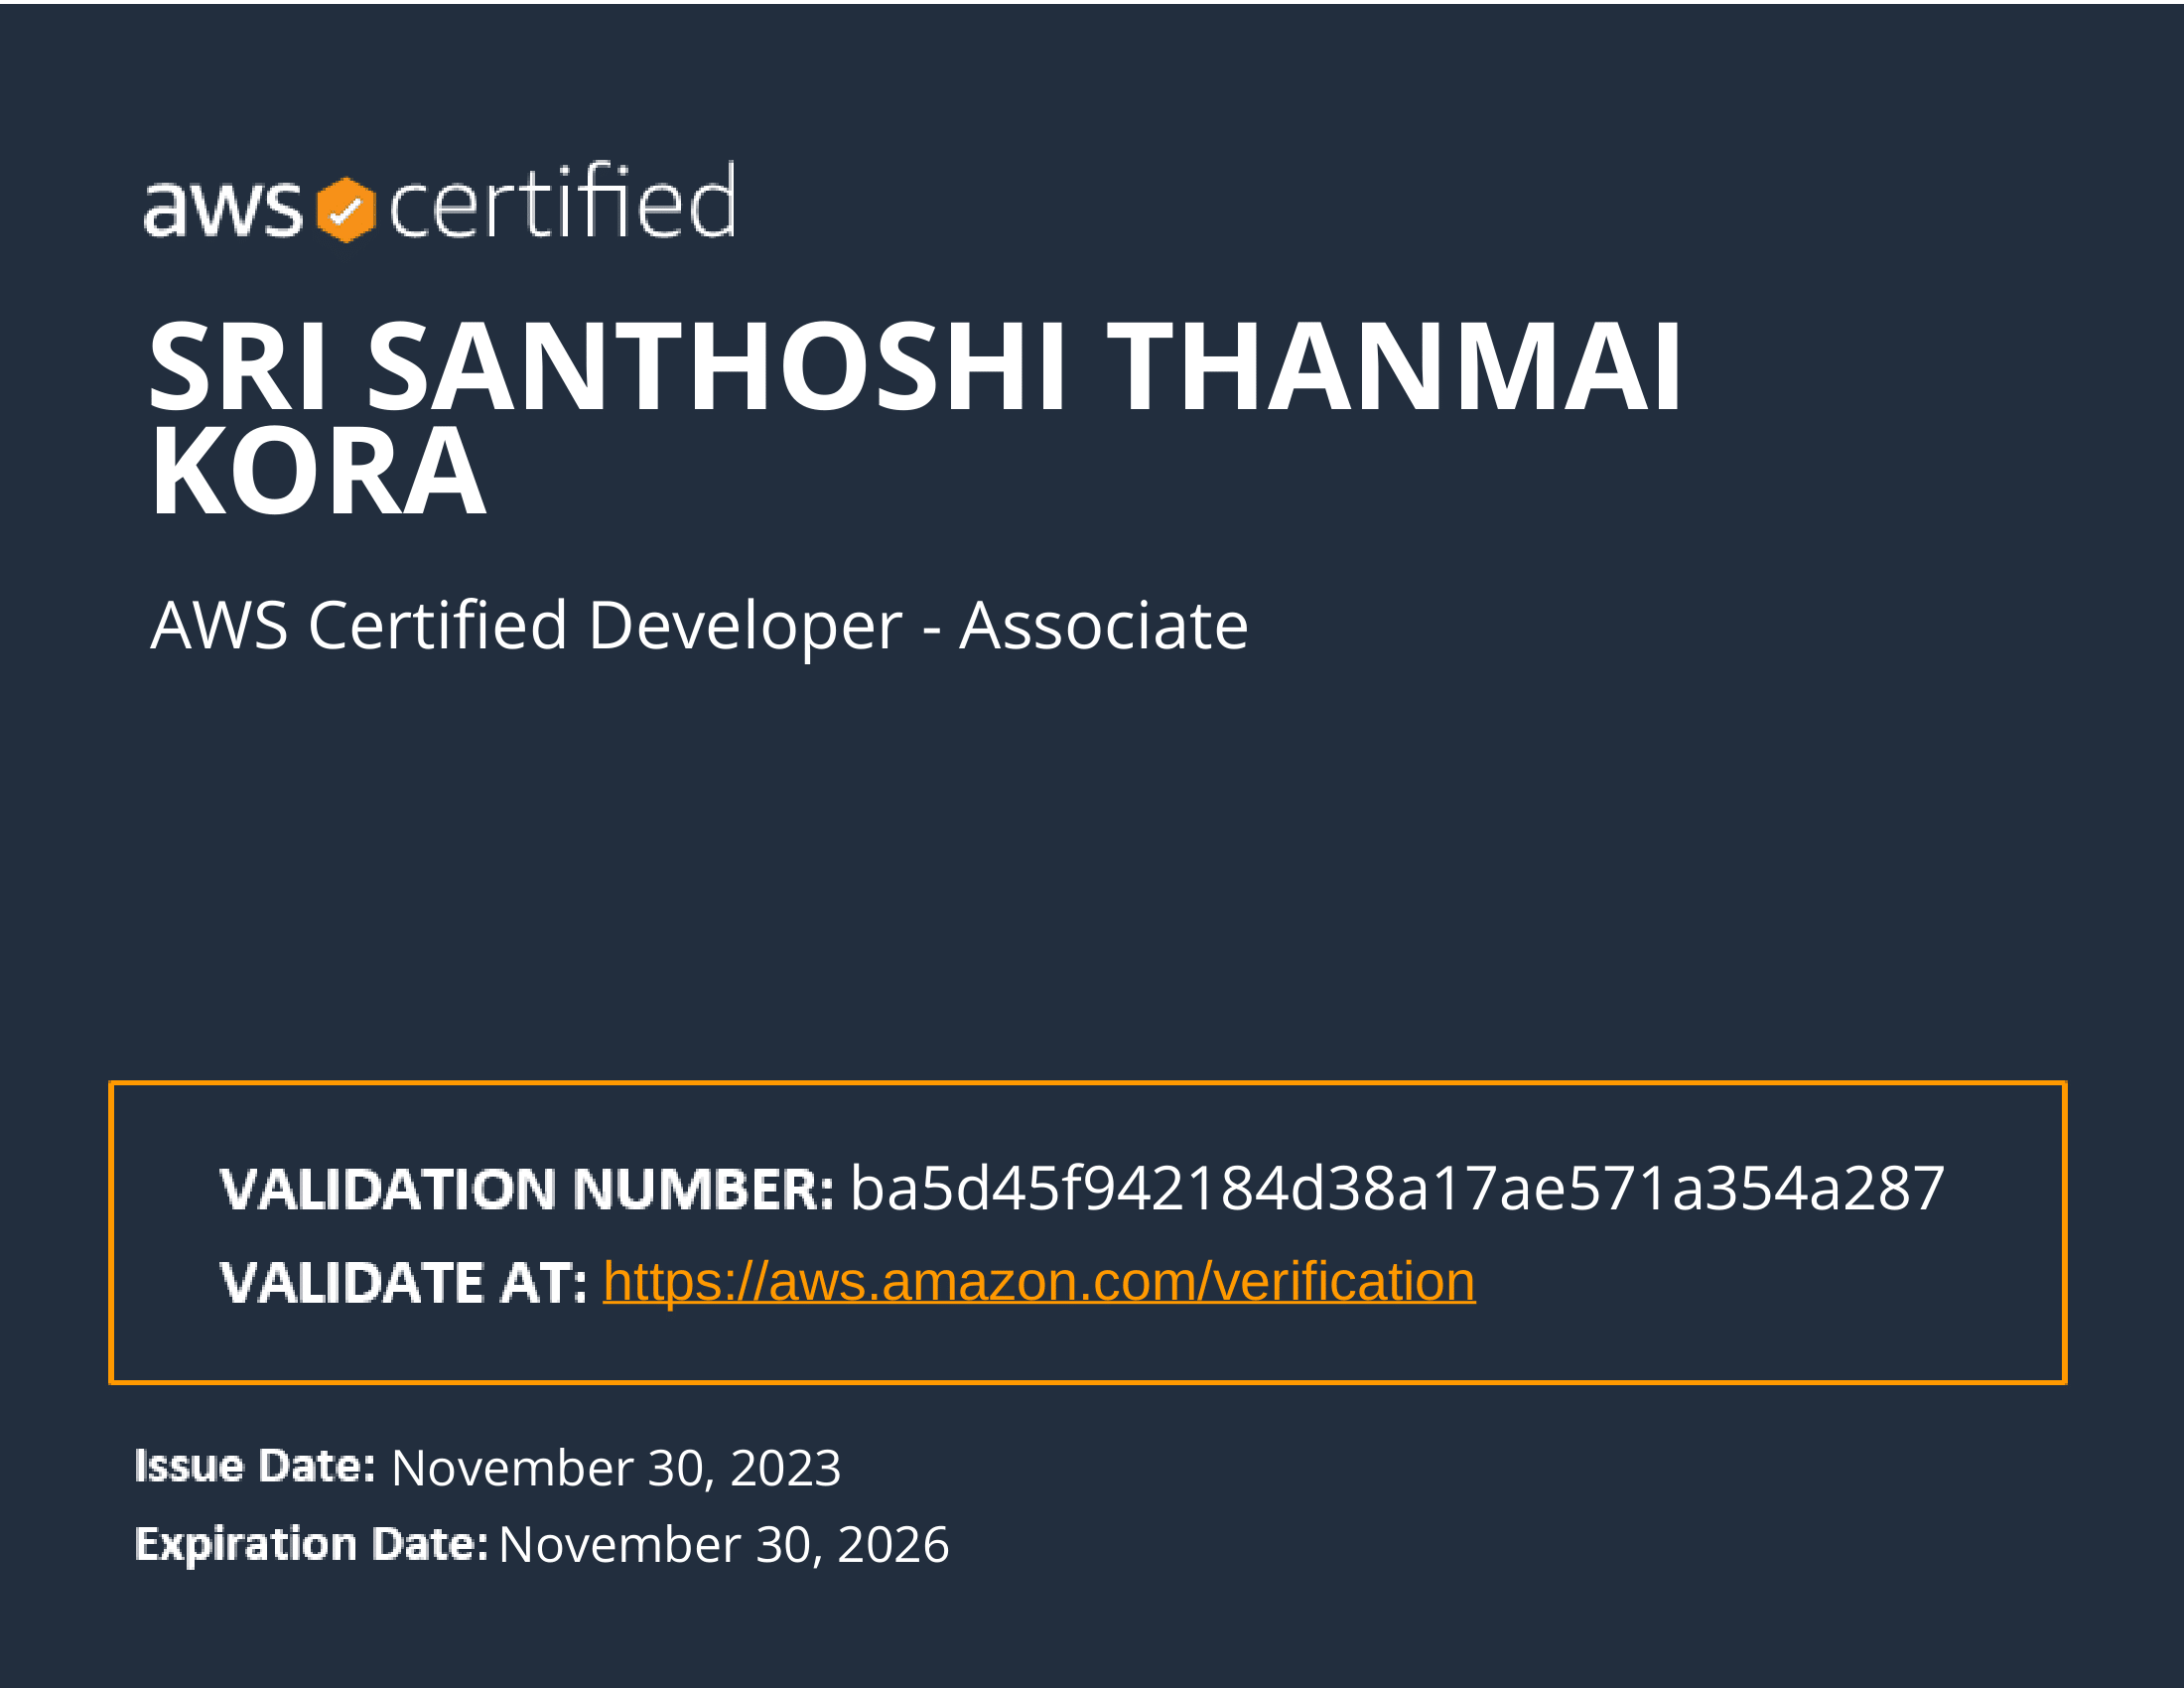 aws certified
SRI SANTHOSHI THANMAI
KORA
AWS Certified Developer - Associate
VALIDATION NUMBER: ba5d45f942184d38a17ae571a354a287
VALIDATE AT: https://aws.amazon.com/verification
Issue Date: November 30, 2023
Expiration Date: November 30, 2026